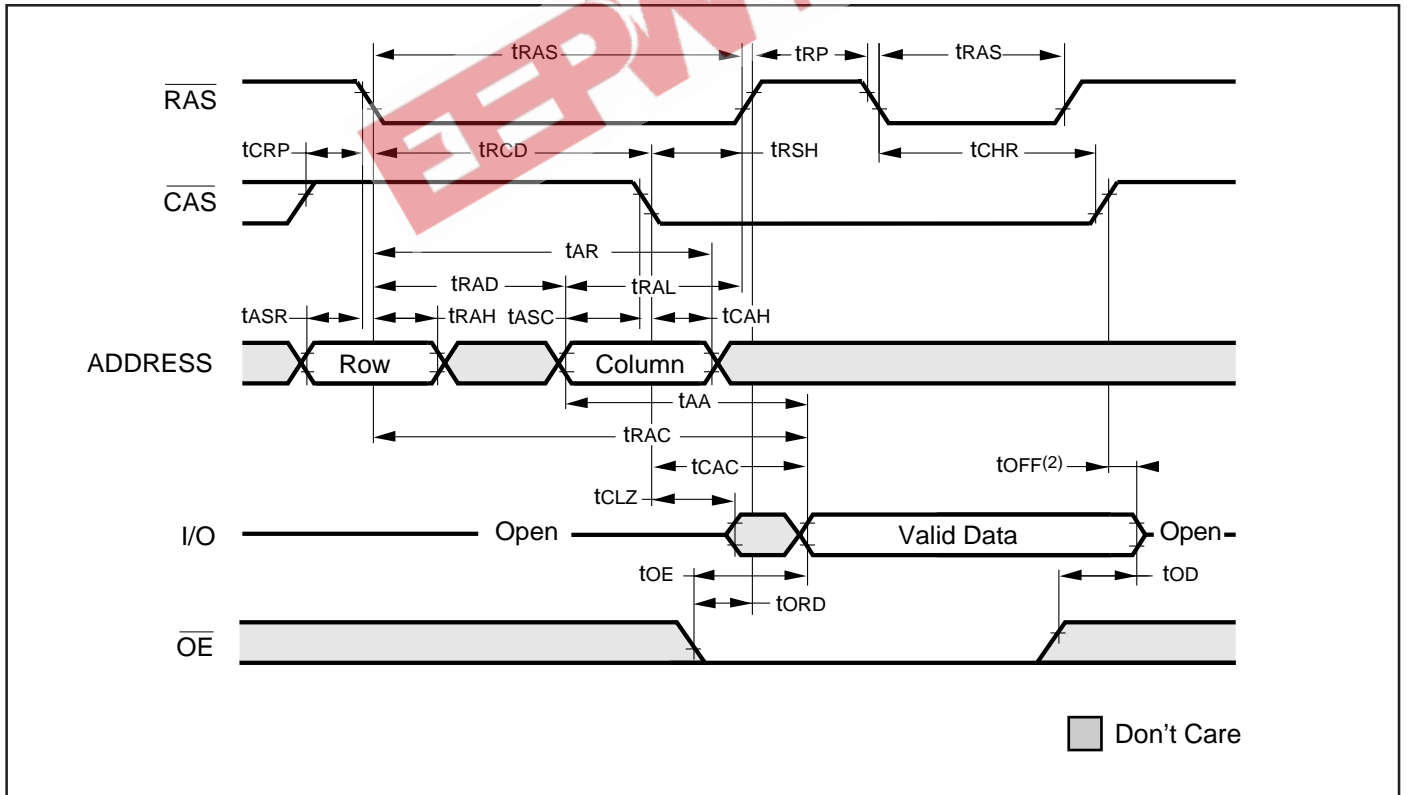 EEPW
tRAS tRP tRAS
RAS
tCRP tRCD tRSH tCHR
CAS
tAR
tRAD tRAL
tASR tRAH tASC tCAH
ADDRESS Row Column
tAA
tRAC
tCAC tOFF(2)
tCLZ
I/O Open Valid Data Open
tOE tOD
tORD
OE
Don't Care